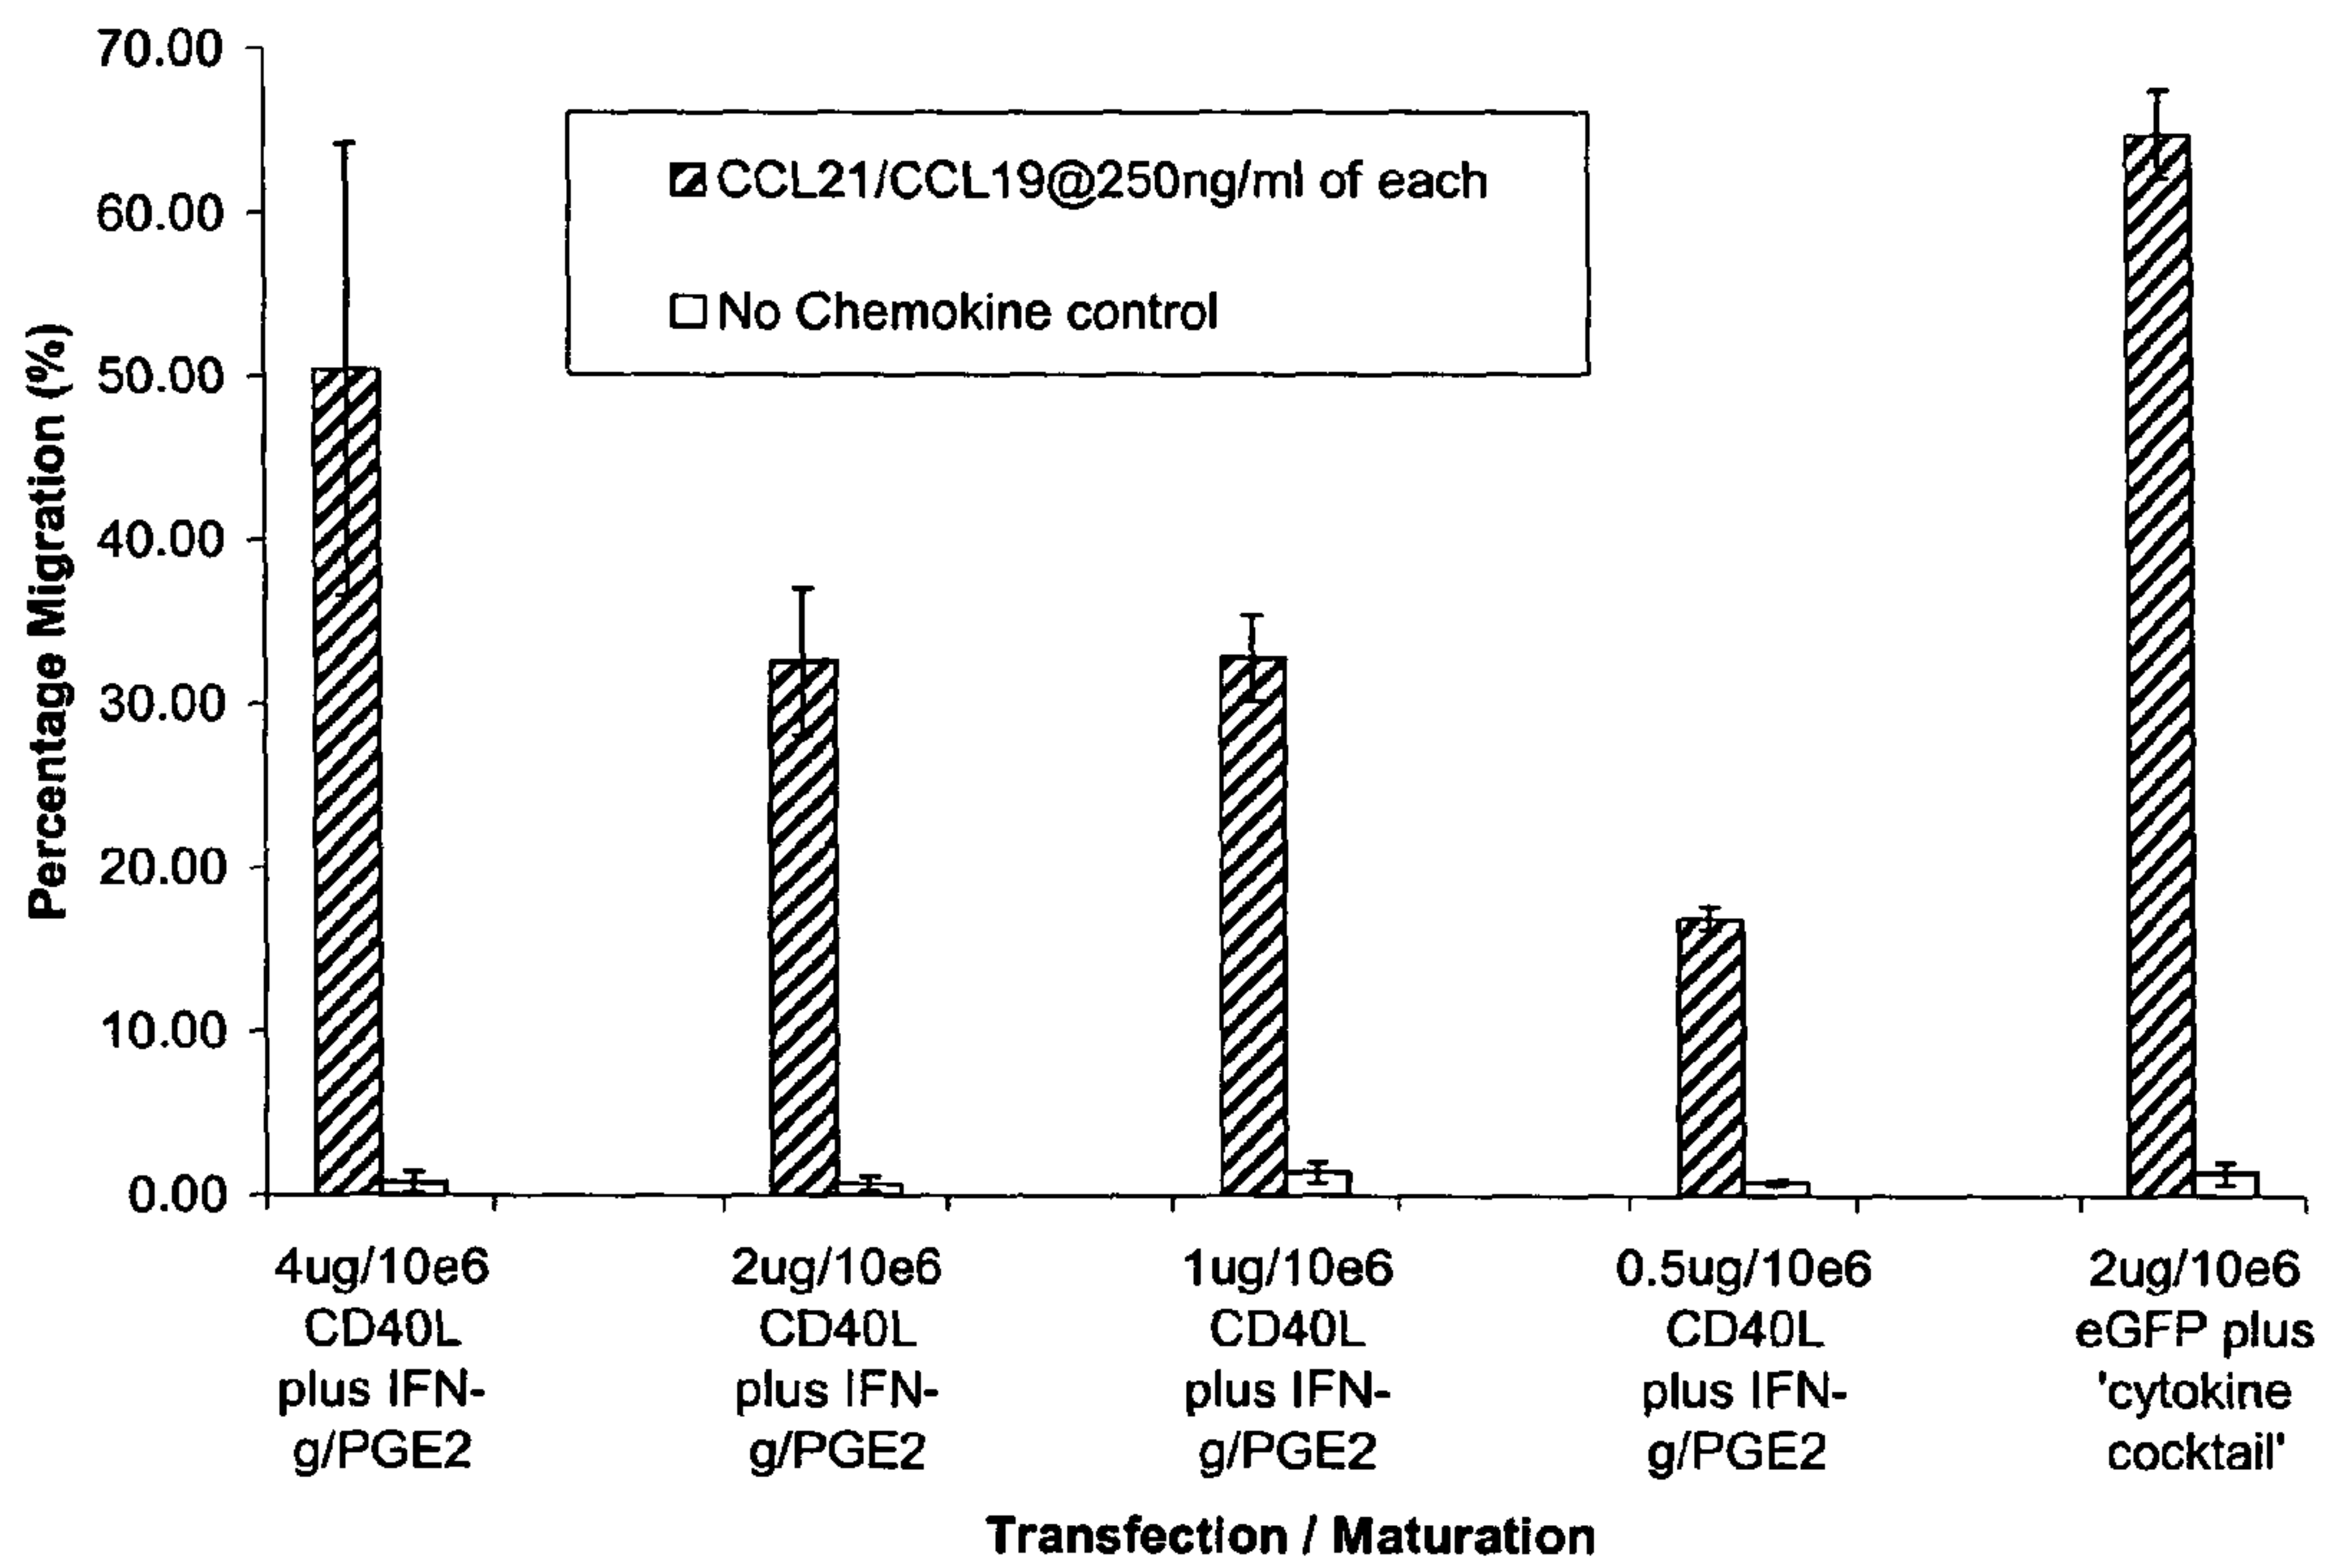 70.00
60.00
50.00
40.00
30.00
20.00
10.00
0.00
Percentage Migration (%)
CCL21/CCL19@250ng/ml of each
No Chemokine control
4ug/10e6
CD40L
plus IFN-
g/PGE2
2ug/10e6
CD40L
plus IFN-
g/PGE2
1ug/10e6
CD40L
plus IFN-
g/PGE2
0.5ug/10e6
CD40L
plus IFN-
g/PGE2
2ug/10e6
eGFP plus
'cytokine
cocktail'
Transfection / Maturation